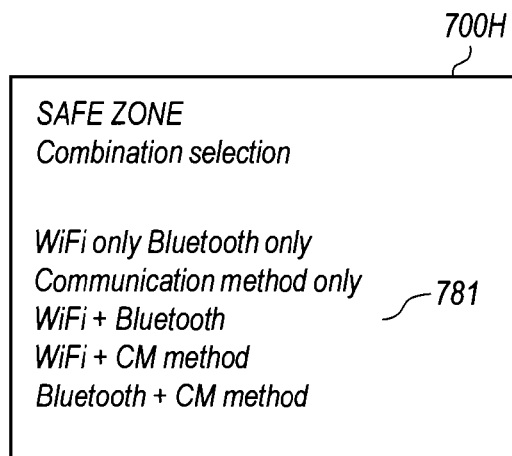 700H
SAFE ZONE
Combination selection
WiFi only Bluetooth only
Communication method only
WiFi + Bluetooth
781
WiFi + CM method
Bluetooth + CM method